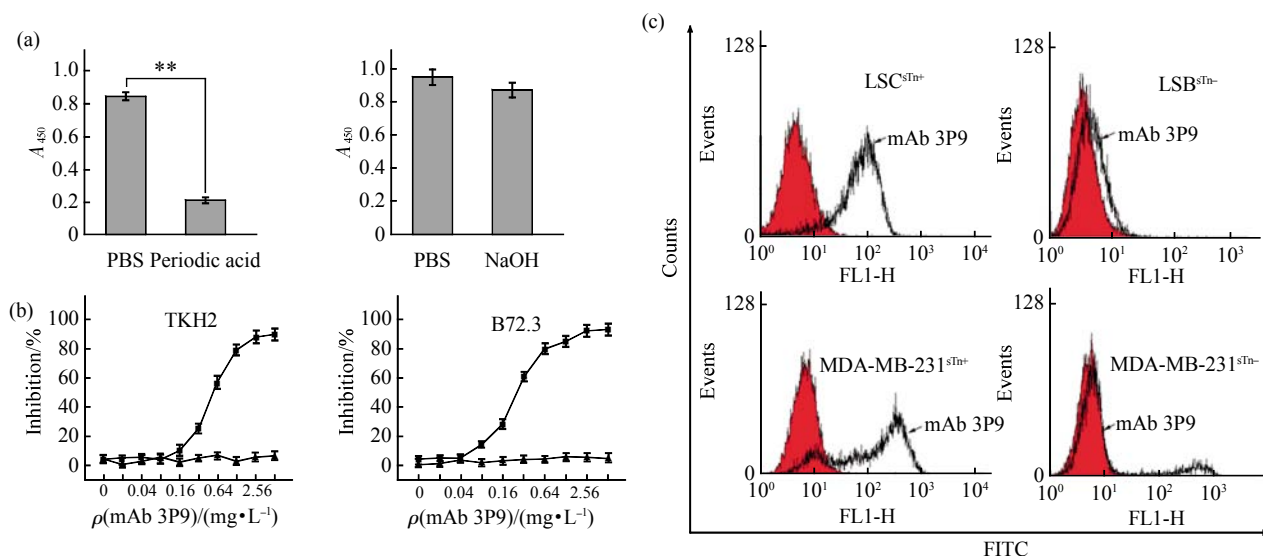 (a)
1.0
0.8
0.6
0.4
0.2
0
A450
**
PBS Periodic acid
1.0
0.8
0.6
0.4
0.2
0
A450
PBS NaOH
(b)
100
80
60
40
20
0
Inhibition/%
TKH2
0 0.04 0.16 0.64 2.56
ρ(mAb 3P9)/(mg•L⁻¹)
100
80
60
40
20
0
Inhibition/%
B72.3
0 0.04 0.16 0.64 2.56
ρ(mAb 3P9)/(mg•L⁻¹)
(c)
Counts
128
0
Events
LSCsTn+
mAb 3P9
10⁰ 10¹ 10² 10³ 10⁴
FL1-H
128
0
Events
LSBsTn−
mAb 3P9
10⁰ 10¹ 10² 10³
FL1-H
128
0
Events
MDA-MB-231sTn+
mAb 3P9
10⁰ 10¹ 10² 10³ 10⁴
FL1-H
128
0
Events
MDA-MB-231sTn−
mAb 3P9
10⁰ 10¹ 10² 10³ 10⁴
FL1-H
FITC